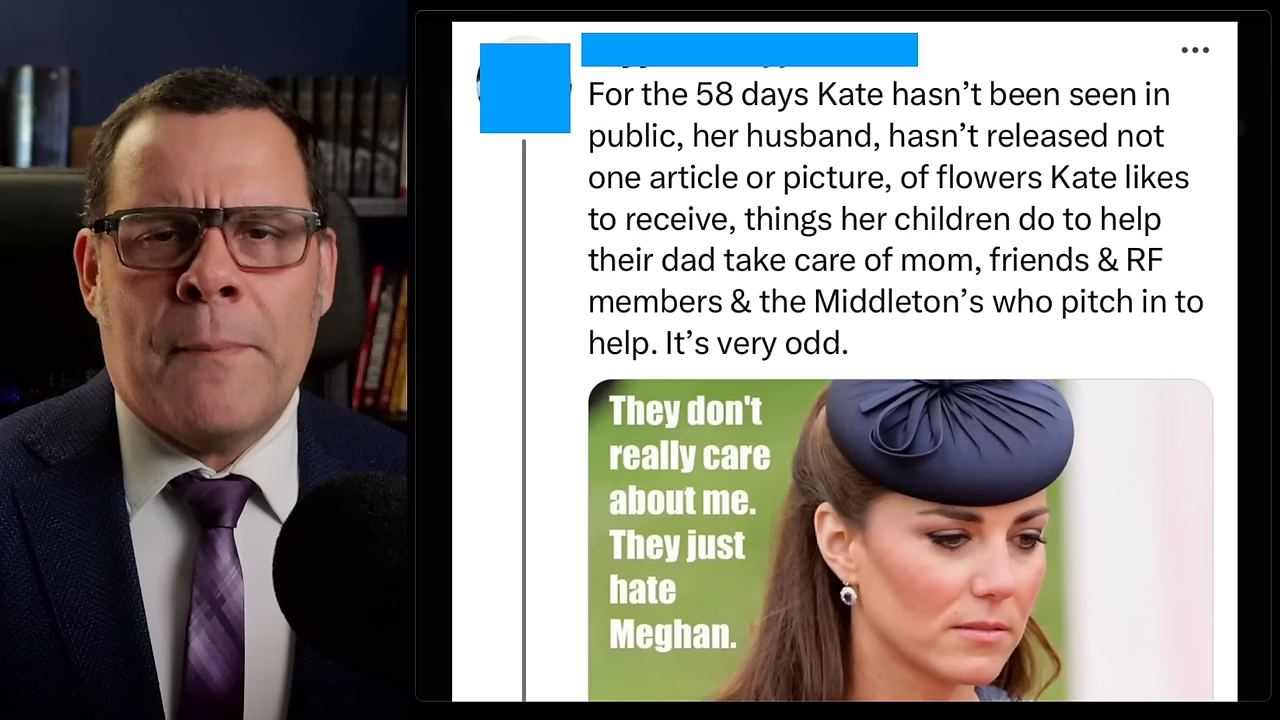 For the 58 days Kate hasn’t been seen in
public, her husband, hasn’t released not
one article or picture, of flowers Kate likes
to receive, things her children do to help
their dad take care of mom, friends & RF
members & the Middleton’s who pitch in to
help. It’s very odd.
They don't
really care
about me.
They just
hate
Meghan.